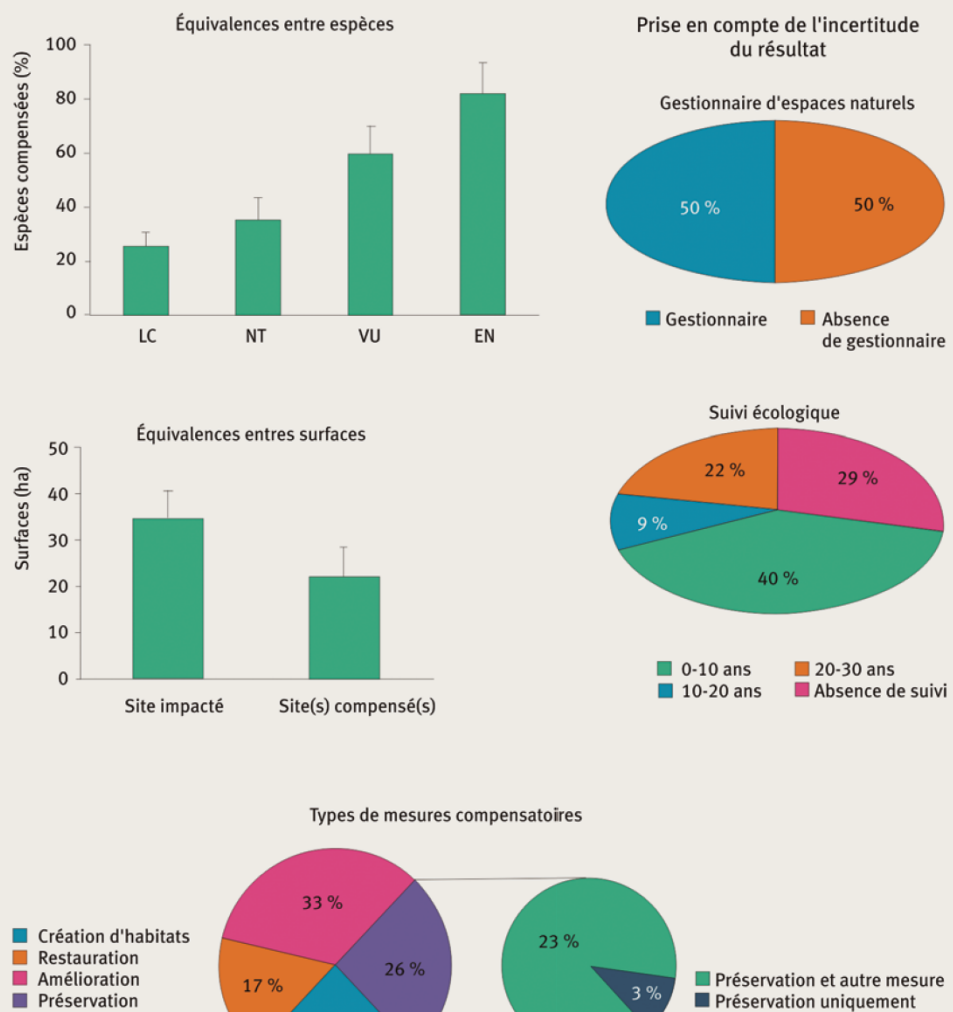 Équivalences entre espèces
Espèces compensées (%)
100
80
60
40
20
0
LC
NT
VU
EN
Prise en compte de l'incertitude
du résultat
Gestionnaire d'espaces naturels
50 %
50 %
Gestionnaire
Absence
de gestionnaire
Équivalences entres surfaces
Surfaces (ha)
50
40
30
20
10
0
Site impacté
Site(s) compensé(s)
Suivi écologique
22 %
29 %
9 %
40 %
0-10 ans
20-30 ans
10-20 ans
Absence de suivi
Types de mesures compensatoires
Création d'habitats
Restauration
Amélioration
Préservation
33 %
26 %
17 %
23 %
3 %
Préservation et autre mesure
Préservation uniquement